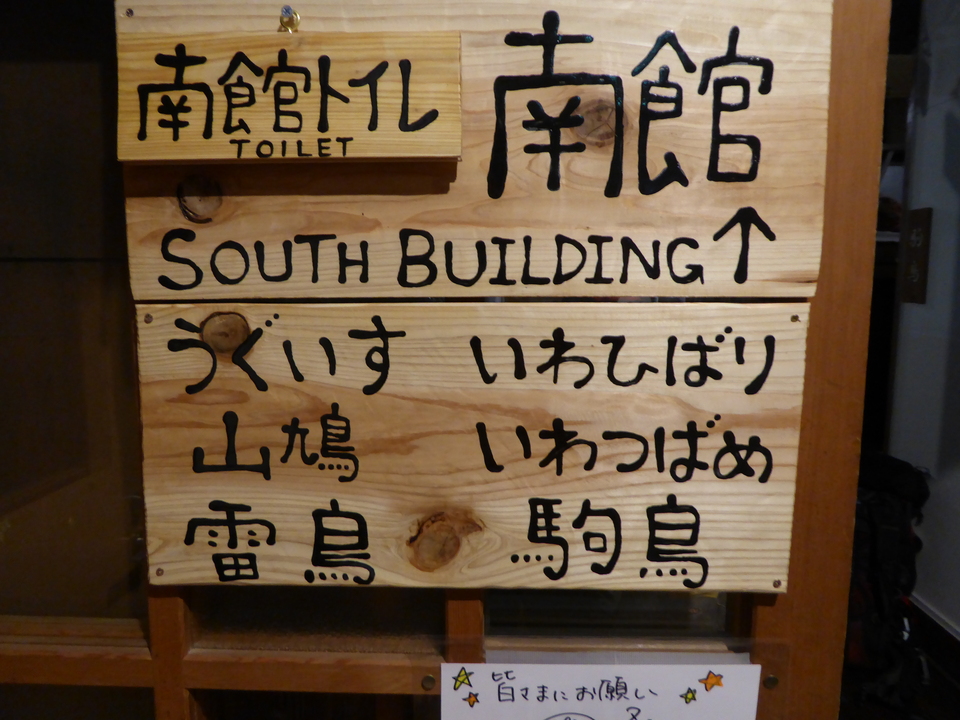 南館トイレ
TOILET
南館
SOUTH BUILDING↑
うぐいす いわひばり
山鳩 いわつばめ
雷鳥 駒鳥
皆さまにお願い